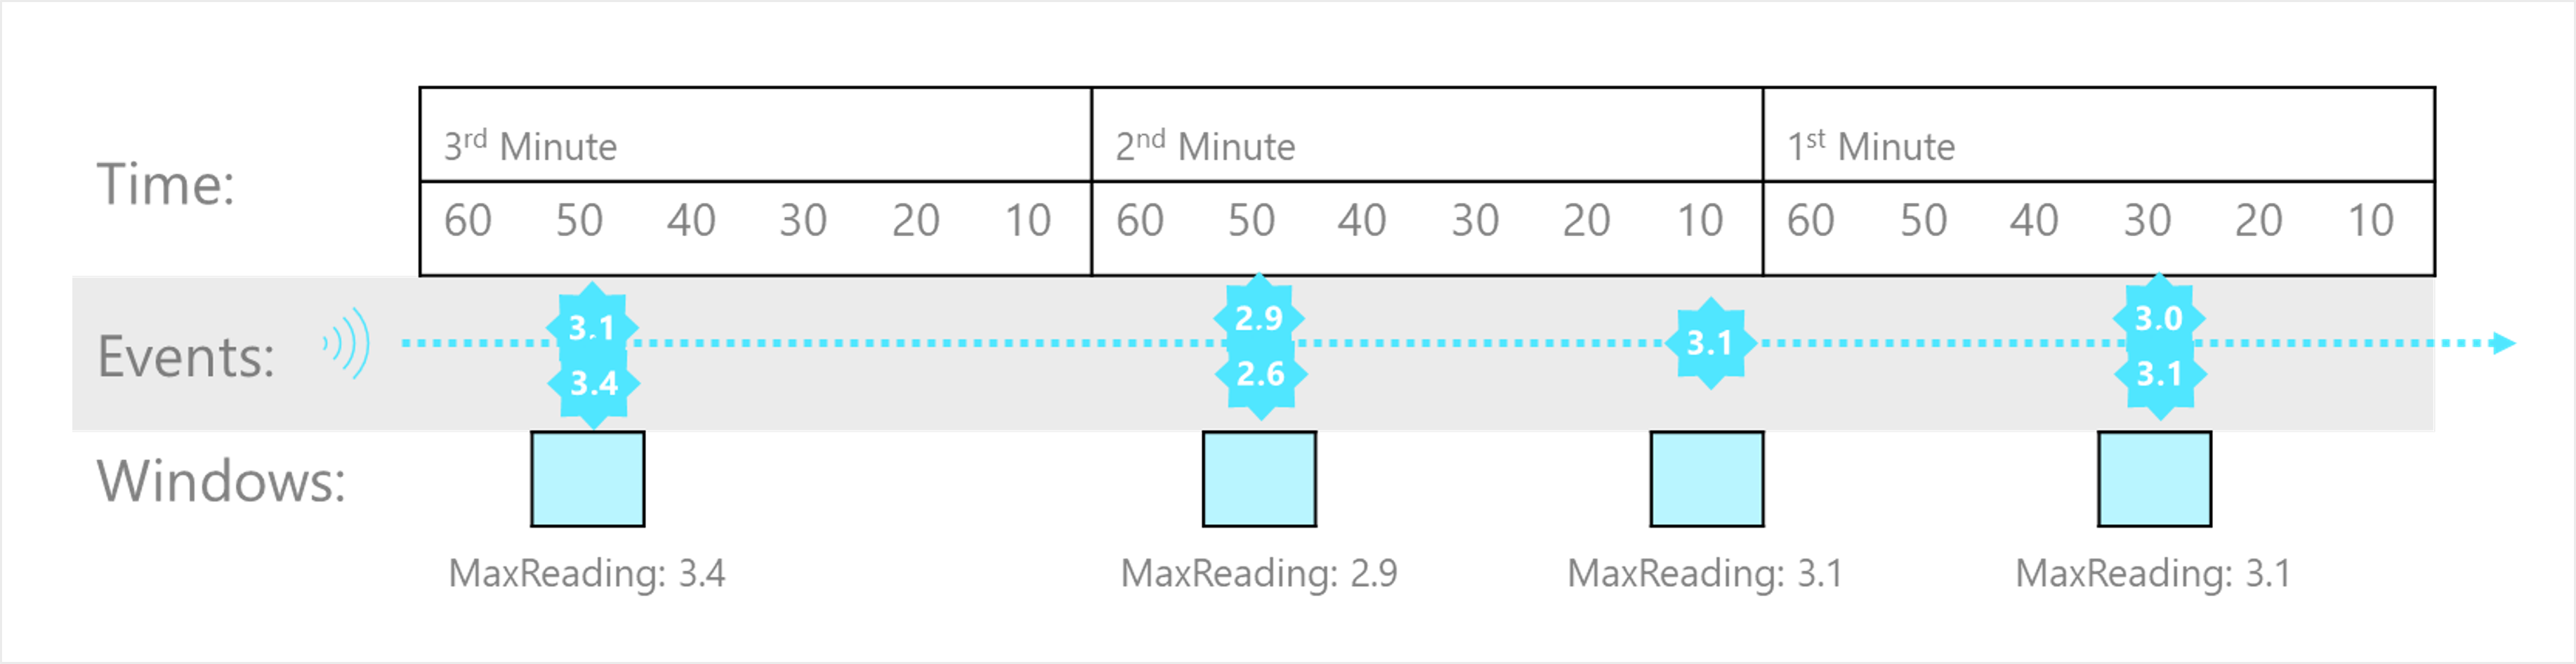 Time:
3rd Minute 2nd Minute 1st Minute
60 50 40 30 20 10 60 50 40 30 20 10 60 50 40 30 20 10
Events:
3.1 2.9 3.1 3.0
3.4 2.6 3.1
Windows:
MaxReading: 3.4 MaxReading: 2.9 MaxReading: 3.1 MaxReading: 3.1